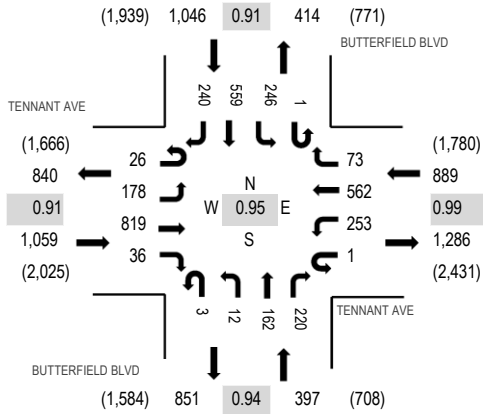 (1,939) 1,046 0.91 414 (771)
BUTTERFIELD BLVD
240 559 246 1
TENNANT AVE
(1,666) (1,780)
26 73
840 889
178 N 562
0.91 W 0.95 E 0.99
819 S 253
1,059 1,286
36 1
(2,025) (2,431)
3 12 162 220
TENNANT AVE
BUTTERFIELD BLVD
(1,584) 851 0.94 397 (708)